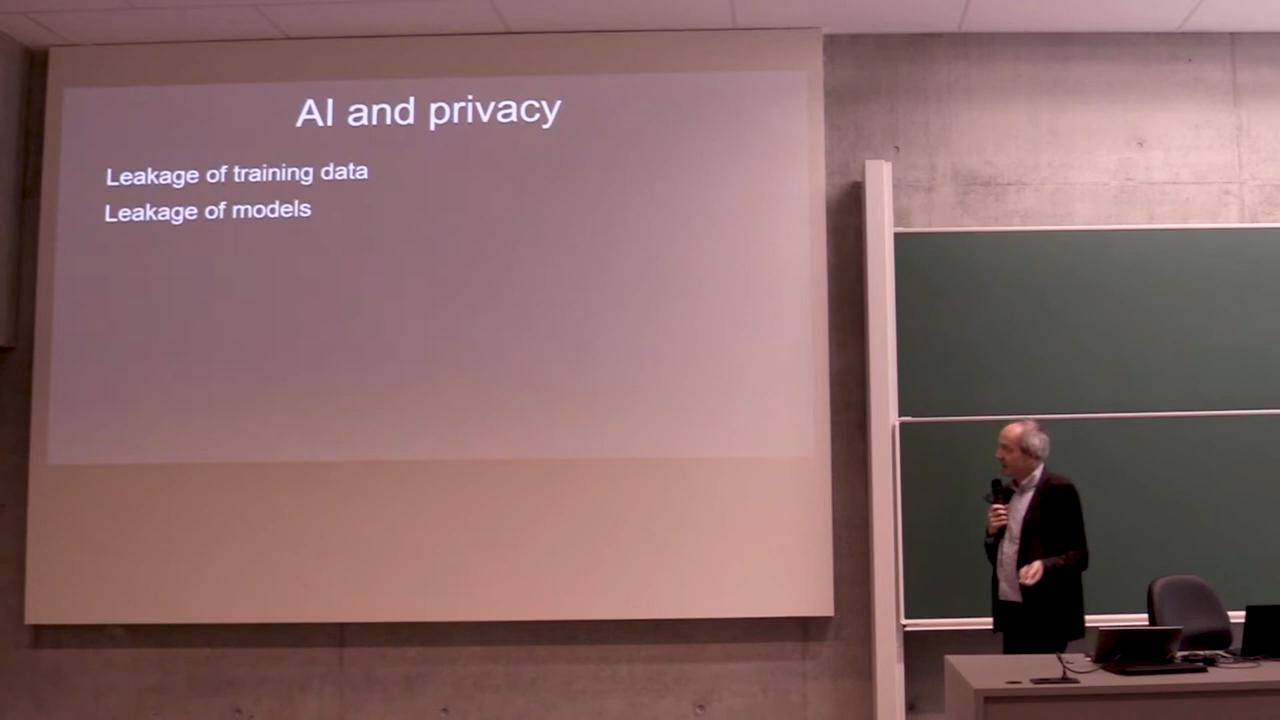 AI and privacy
Leakage of training data
Leakage of models